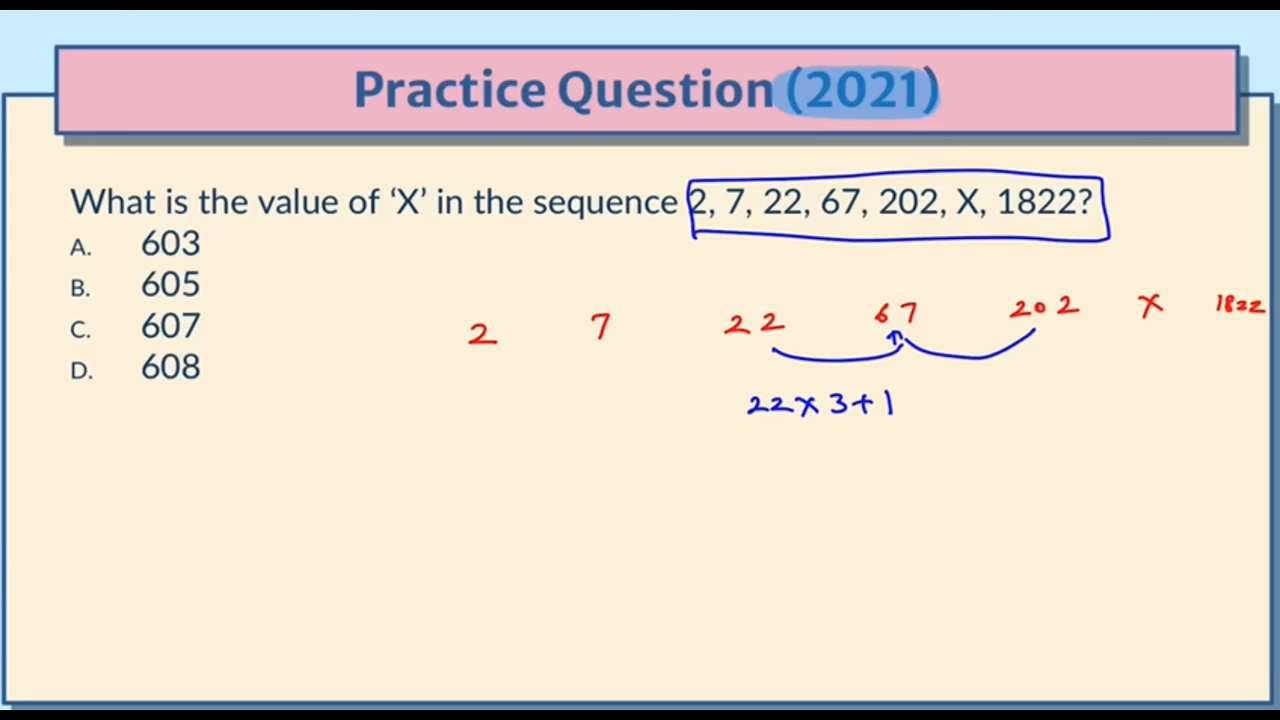 Practice Question (2021)
What is the value of ‘X’ in the sequence 2, 7, 22, 67, 202, X, 1822?
A. 603
B. 605
C. 607
D. 608
2 7 22 67 202 X 1822
22 x 3 + 1